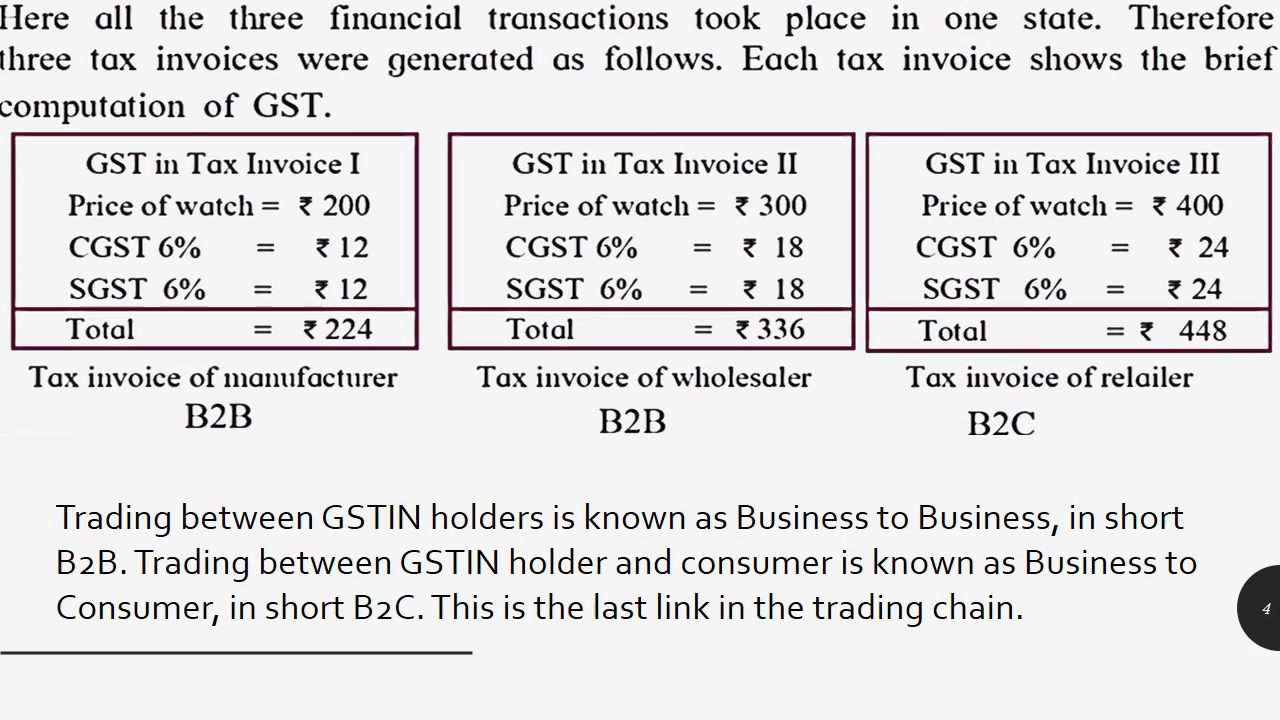 Here all the three financial transactions took place in one state. Therefore
three tax invoices were generated as follows. Each tax invoice shows the brief
computation of GST.
GST in Tax Invoice I
Price of watch = ₹ 200
CGST 6% = ₹ 12
SGST 6% = ₹ 12
Total = ₹ 224
Tax invoice of manufacturer
B2B
GST in Tax Invoice II
Price of watch = ₹ 300
CGST 6% = ₹ 18
SGST 6% = ₹ 18
Total = ₹ 336
Tax invoice of wholesaler
B2B
GST in Tax Invoice III
Price of watch = ₹ 400
CGST 6% = ₹ 24
SGST 6% = ₹ 24
Total = ₹ 448
Tax invoice of relailer
B2C
Trading between GSTIN holders is known as Business to Business, in short
B2B. Trading between GSTIN holder and consumer is known as Business to
Consumer, in short B2C. This is the last link in the trading chain.
4